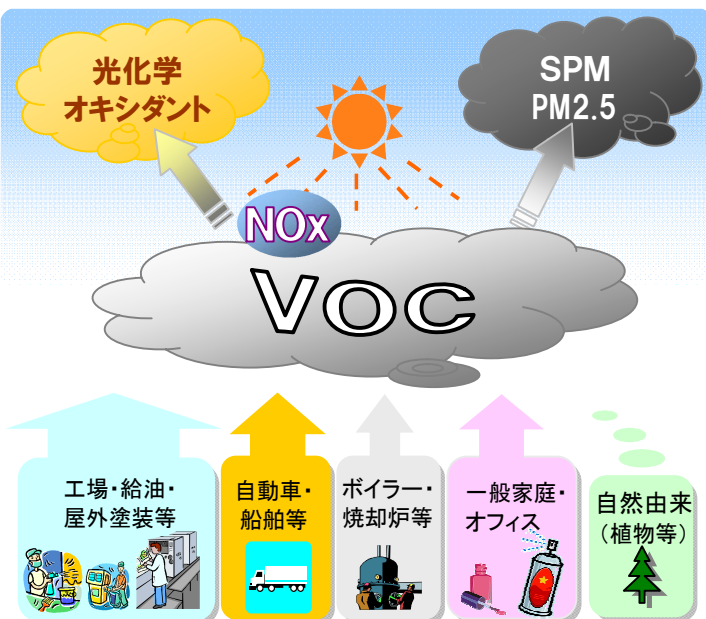 光化学
オキシダント
SPM
PM2.5
NOx
VOC
工場・給油・
屋外塗装等
自動車・
船舶等
ボイラー・
焼却炉等
一般家庭・
オフィス
自然由来
（植物等）